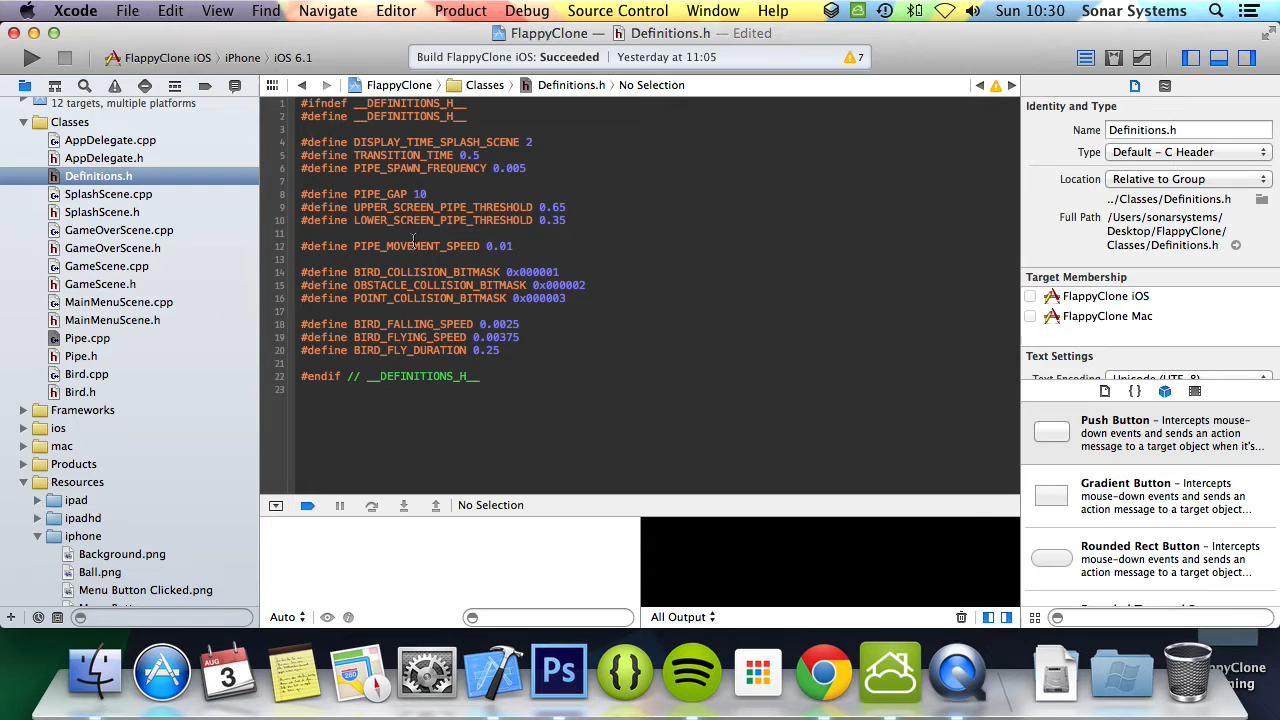 Xcode File Edit View Find Navigate Editor Product Debug Source Control Window Help Sun 10:30 Sonar Systems
FlappyClone — Definitions.h — Edited
FlappyClone iOS iPhone iOS 6.1
Build FlappyClone iOS: Succeeded Yesterday at 11:05 7
FlappyClone Classes Definitions.h No Selection
12 targets, multiple platforms
Classes
AppDelegate.cpp
AppDelegate.h
Definitions.h
SplashScene.cpp
SplashScene.h
GameOverScene.cpp
GameOverScene.h
GameScene.cpp
GameScene.h
MainMenuScene.cpp
MainMenuScene.h
Pipe.cpp
Pipe.h
Bird.cpp
Bird.h
Frameworks
ios
mac
Products
Resources
ipad
ipadhd
iphone
Background.png
Ball.png
Menu Button Clicked.png
1 #ifndef __DEFINITIONS_H__
2 #define __DEFINITIONS_H__
3
4 #define DISPLAY_TIME_SPLASH_SCENE 2
5 #define TRANSITION_TIME 0.5
6 #define PIPE_SPAWN_FREQUENCY 0.005
7
8 #define PIPE_GAP 10
9 #define UPPER_SCREEN_PIPE_THRESHOLD 0.65
10 #define LOWER_SCREEN_PIPE_THRESHOLD 0.35
11
12 #define PIPE_MOVEMENT_SPEED 0.01
13
14 #define BIRD_COLLISION_BITMASK 0x000001
15 #define OBSTACLE_COLLISION_BITMASK 0x000002
16 #define POINT_COLLISION_BITMASK 0x000003
17
18 #define BIRD_FALLING_SPEED 0.0025
19 #define BIRD_FLYING_SPEED 0.00375
20 #define BIRD_FLY_DURATION 0.25
21
22 #endif // __DEFINITIONS_H__
23
No Selection
Auto
All Output
Identity and Type
Name Definitions.h
Type Default - C Header
Location Relative to Group
../Classes/Definitions.h
Full Path /Users/sonarsystems/
Desktop/FlappyClone/
Classes/Definitions.h
Target Membership
FlappyClone iOS
FlappyClone Mac
Text Settings
Text Encoding Unicode (UTF-8)
Push Button – Intercepts mouse-
down events and sends an action
message to a target object when it's...
Gradient Button – Intercepts
mouse-down events and sends an
action message to a target object...
Rounded Rect Button – Intercepts
mouse-down events and sends an
action message to a target object...
AUG
3
Ps
FlappyClone